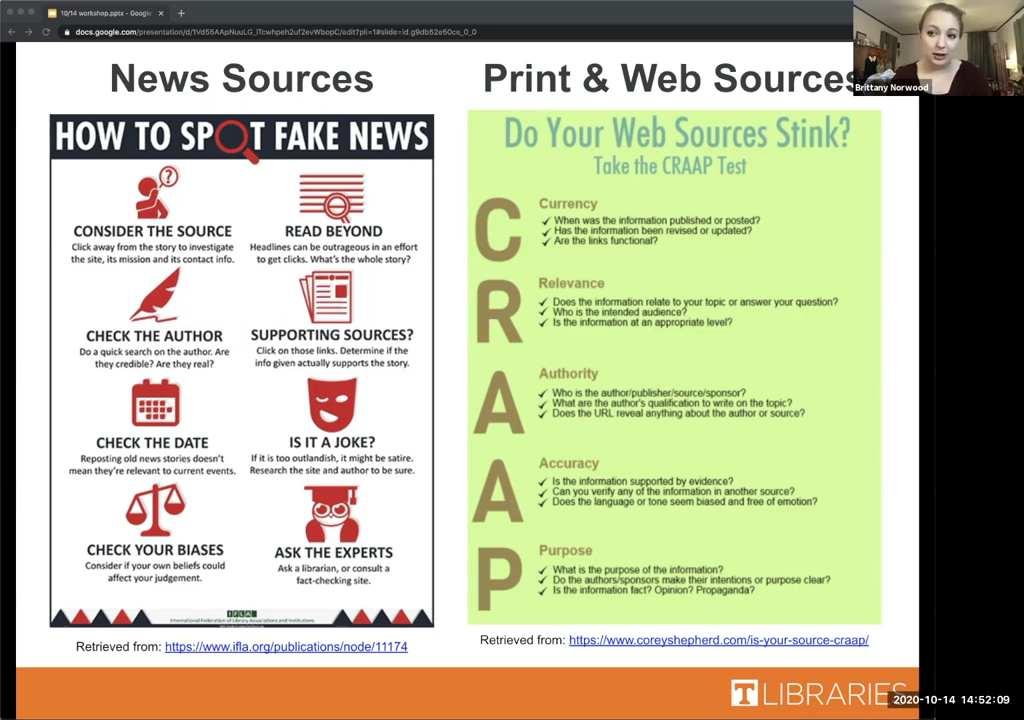 10/14 workshop.pptx - Google
docs.google.com/presentation/d/1Vd55AApNuuLG_iTcwhpeh2uf2evWbopC/edit?pli=1#slide=id.g9db52e50ce_0_0
Brittany Norwood
News Sources
HOW TO SPOT FAKE NEWS
CONSIDER THE SOURCE
Click away from the story to investigate
the site, its mission and its contact info.
READ BEYOND
Headlines can be outrageous in an effort
to get clicks. What's the whole story?
CHECK THE AUTHOR
Do a quick search on the author. Are
they credible? Are they real?
SUPPORTING SOURCES?
Click on those links. Determine if the
info given actually supports the story.
CHECK THE DATE
Reposting old news stories doesn't
mean they're relevant to current events.
IS IT A JOKE?
If it is too outlandish, it might be satire.
Research the site and author to be sure.
CHECK YOUR BIASES
Consider if your own beliefs could
affect your judgement.
ASK THE EXPERTS
Ask a librarian, or consult a
fact-checking site.
IFLA
International Federation of Library Associations and Institutions
Retrieved from: https://www.ifla.org/publications/node/11174
Print & Web Sources
Do Your Web Sources Stink?
Take the CRAAP Test
C
Currency
✓ When was the information published or posted?
✓ Has the information been revised or updated?
✓ Are the links functional?
R
Relevance
✓ Does the information relate to your topic or answer your question?
✓ Who is the intended audience?
✓ Is the information at an appropriate level?
A
Authority
✓ Who is the author/publisher/source/sponsor?
✓ What are the author's qualification to write on the topic?
✓ Does the URL reveal anything about the author or source?
A
Accuracy
✓ Is the information supported by evidence?
✓ Can you verify any of the information in another source?
✓ Does the language or tone seem biased and free of emotion?
P
Purpose
✓ What is the purpose of the information?
✓ Do the authors/sponsors make their intentions or purpose clear?
✓ Is the information fact? Opinion? Propaganda?
Retrieved from: https://www.coreyshepherd.com/is-your-source-craap/
T LIBRARIES
2020-10-14 14:52:09